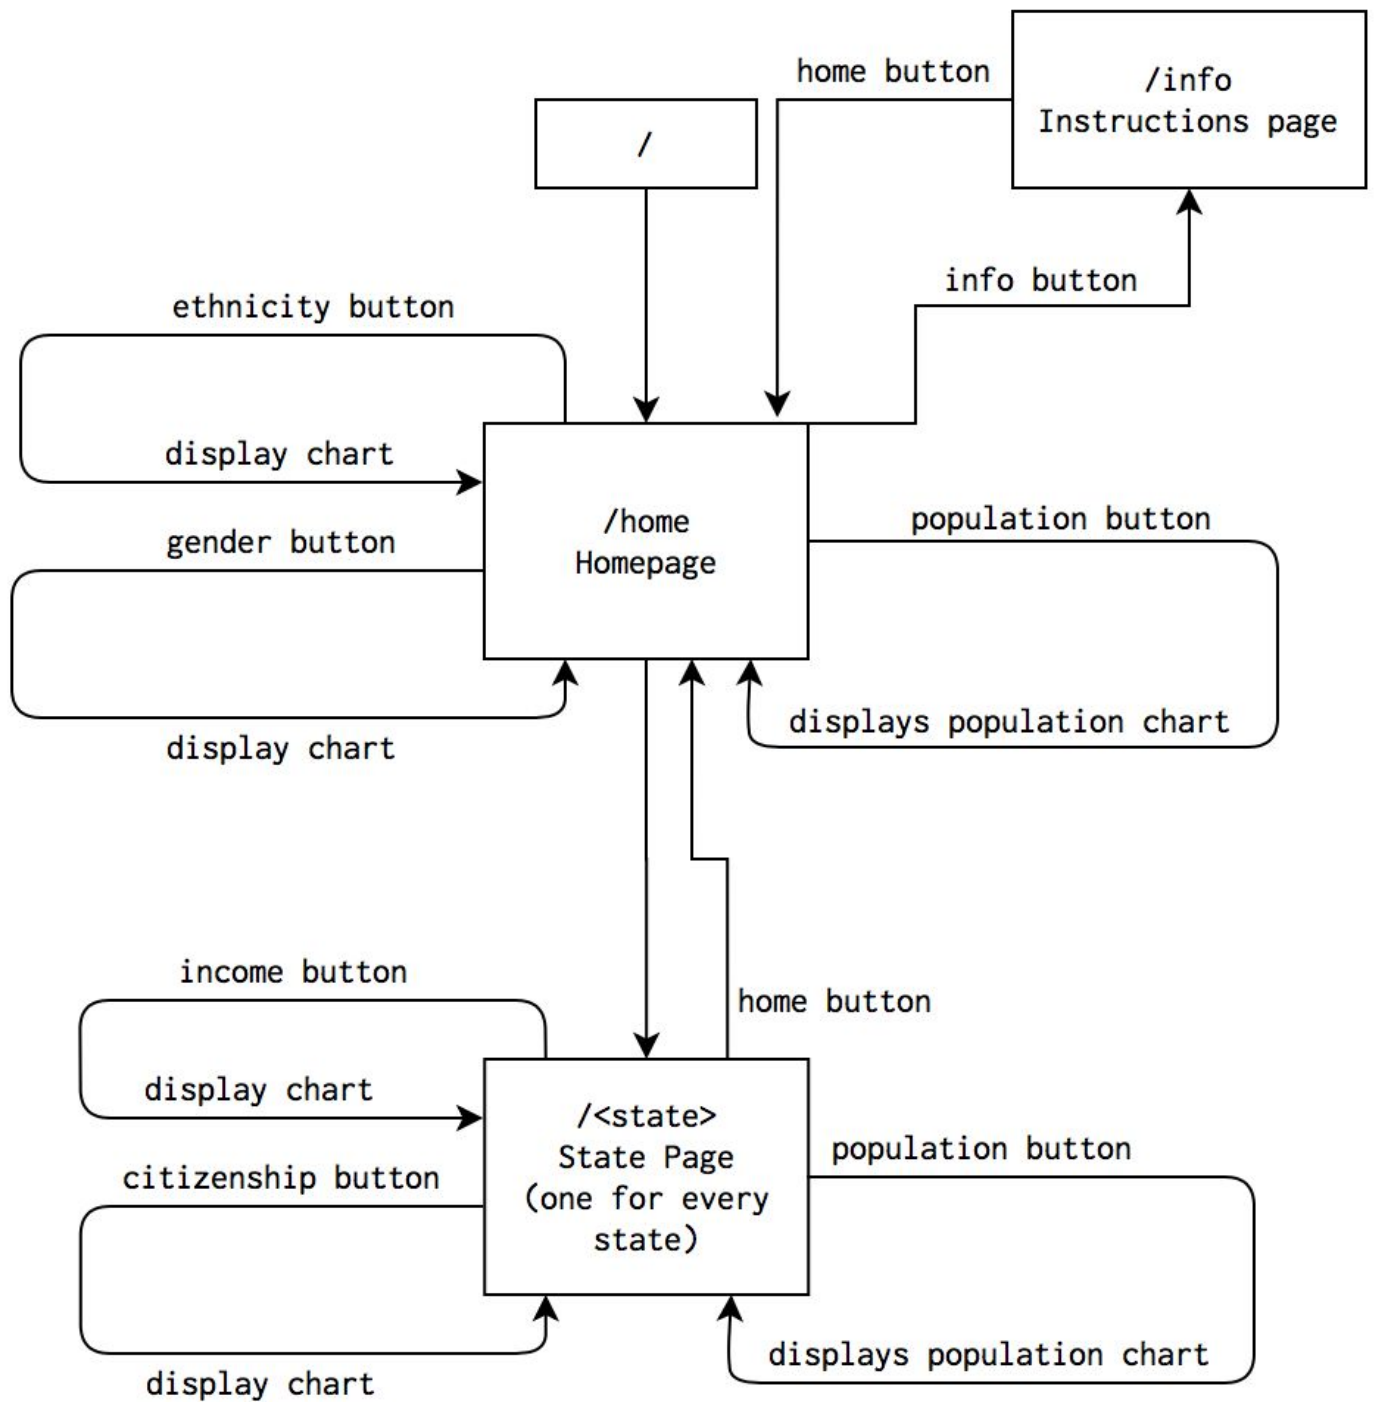 home button
/info
Instructions page
/
info button
ethnicity button
display chart
gender button
display chart
/home
Homepage
population button
displays population chart
income button
display chart
home button
citizenship button
display chart
/<state>
State Page
(one for every
state)
population button
displays population chart